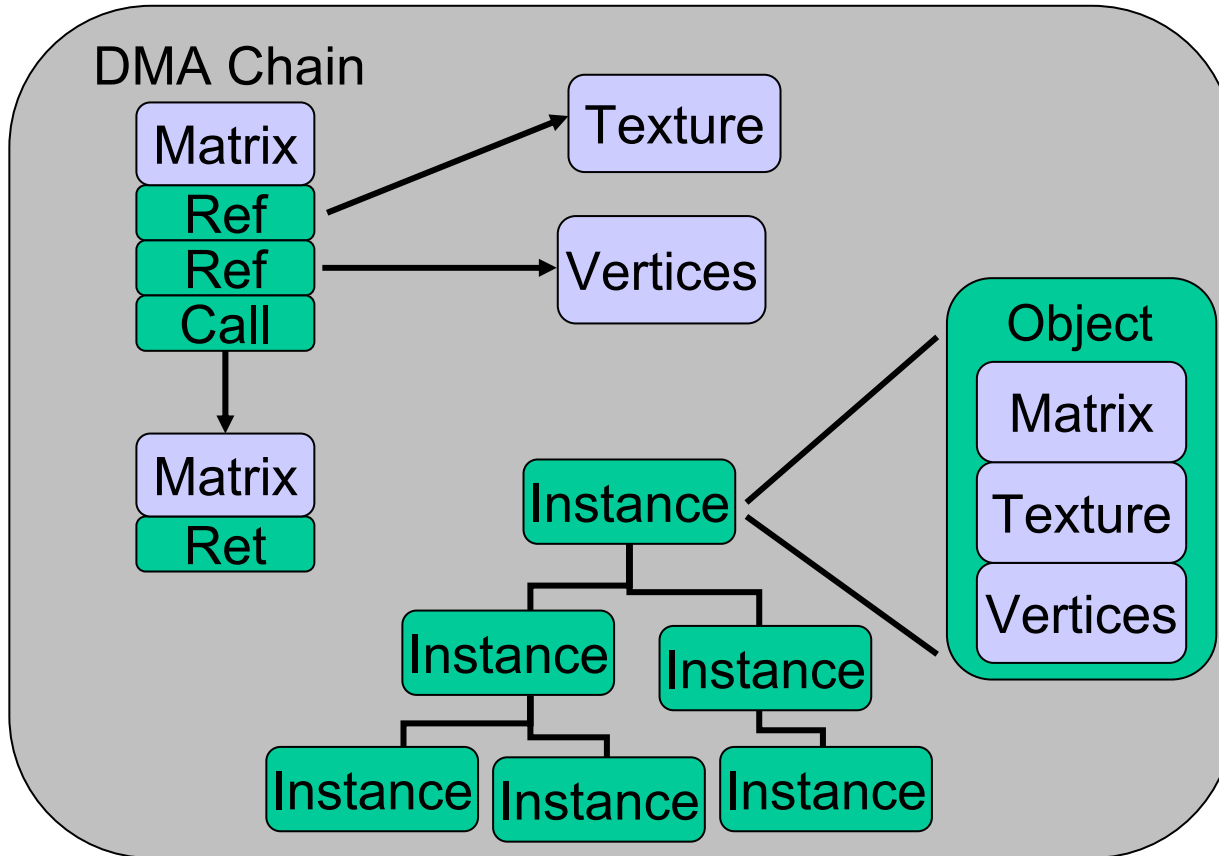 DMA Chain
Matrix
Ref
Ref
Call
Matrix
Ret
Texture
Vertices
Object
Matrix
Texture
Vertices
Instance
Instance
Instance
Instance
Instance
Instance